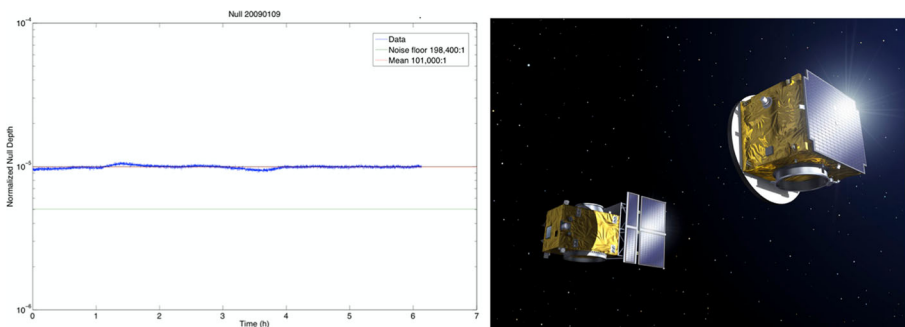 Null 20090109
10⁻⁴
Data
Noise floor 198,400:1
Mean 101,000:1
Normalized Null Depth
10⁻⁵
10⁻⁶
0 1 2 3 4 5 6 7
Time (h)